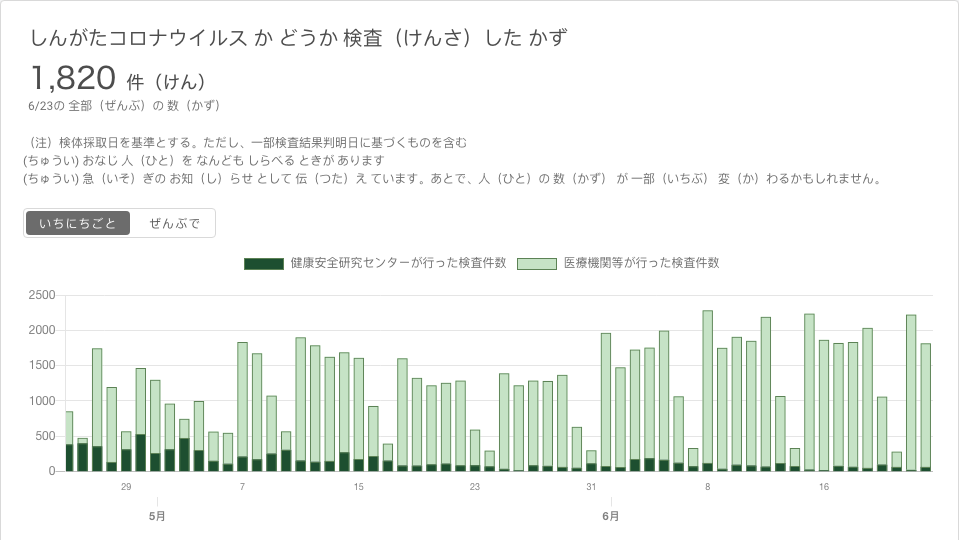 しんがたコロナウイルス か どうか 検査（けんさ）した かず
1,820 件（けん）
6/23の 全部（ぜんぶ）の 数（かず）
（注）検体採取日を基準とする。ただし、一部検査結果判明日に基づくものを含む
(ちゅうい) おなじ 人（ひと）を なんども しらべる ときが あります
(ちゅうい) 急（いそ）ぎの お知（し）らせ として 伝（つた）え ています。あとで、人（ひと）の 数（かず） が 一部（いちぶ） 変（か）わるかもしれません。
いちにちごと ぜんぶで
健康安全研究センターが行った検査件数 医療機関等が行った検査件数
2500
2000
1500
1000
500
0
29 7 15 23 31 8 16
5月 6月